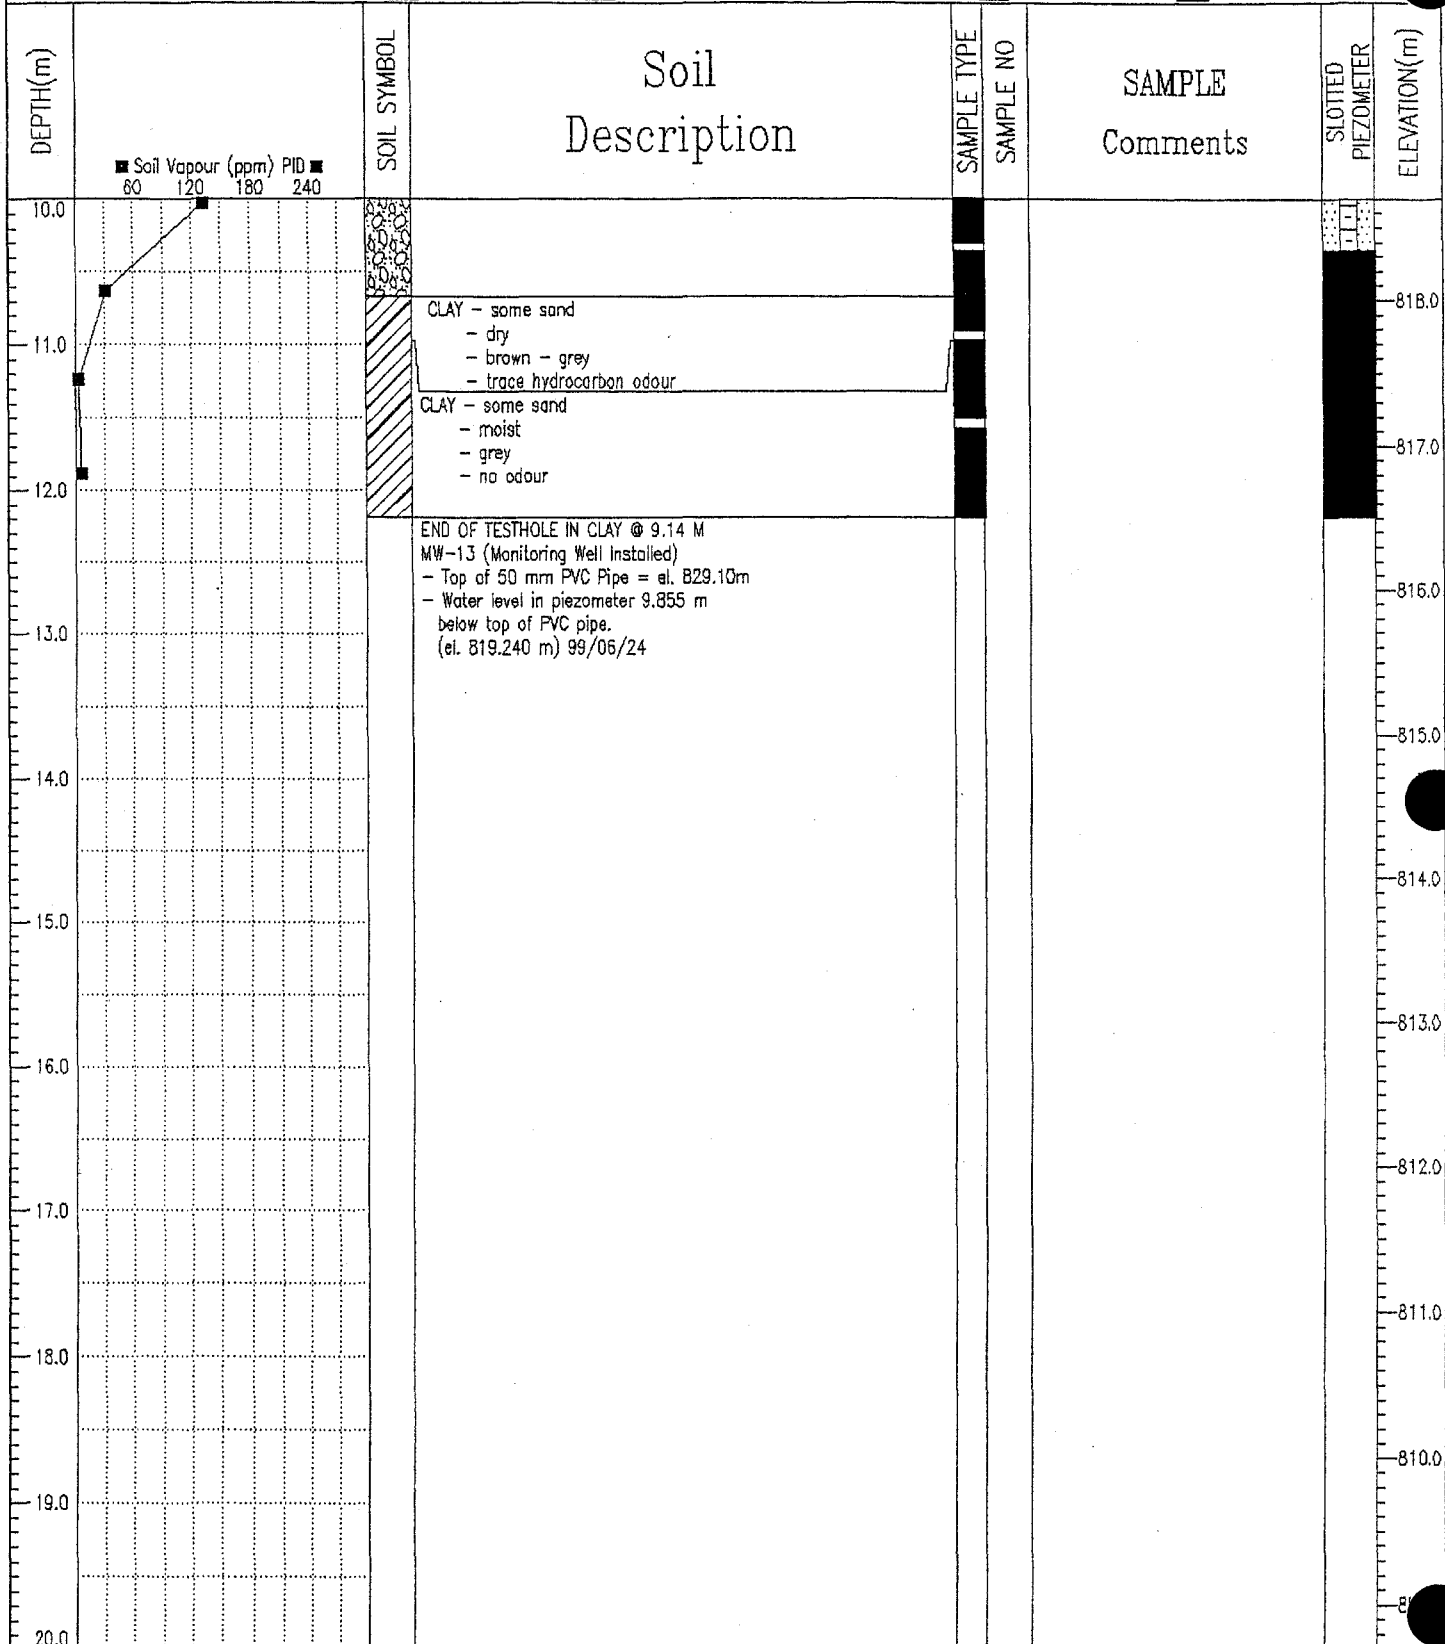 DEPTH(m)
■ Soil Vapour (ppm) PID ■
60 120 180 240
SOIL SYMBOL
Soil
Description
SAMPLE TYPE
SAMPLE NO
SAMPLE
Comments
SLOTTED
PIEZOMETER
ELEVATION(m)
10.0
11.0
12.0
13.0
14.0
15.0
16.0
17.0
18.0
19.0
20.0
CLAY - some sand
- dry
- brown - grey
- trace hydrocarbon odour
CLAY - some sand
- moist
- grey
- no odour
END OF TESTHOLE IN CLAY @ 9.14 M
MW-13 (Monitoring Well Installed)
- Top of 50 mm PVC Pipe = el. 829.10m
- Water level in piezometer 9.855 m
below top of PVC pipe.
(el. 819.240 m) 99/06/24
818.0
817.0
816.0
815.0
814.0
813.0
812.0
811.0
810.0